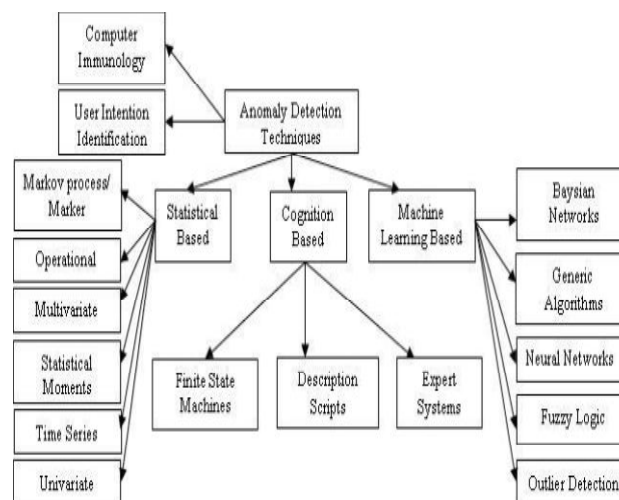 Computer
Immunology
User Intention
Identification
Anomaly Detection
Techniques
Markov process/
Marker
Operational
Multivariate
Statistical
Moments
Time Series
Univariate
Statistical
Based
Cognition
Based
Machine
Learning Based
Finite State
Machines
Description
Scripts
Expert
Systems
Baysian
Networks
Generic
Algorithms
Neural Networks
Fuzzy Logic
Outlier Detection